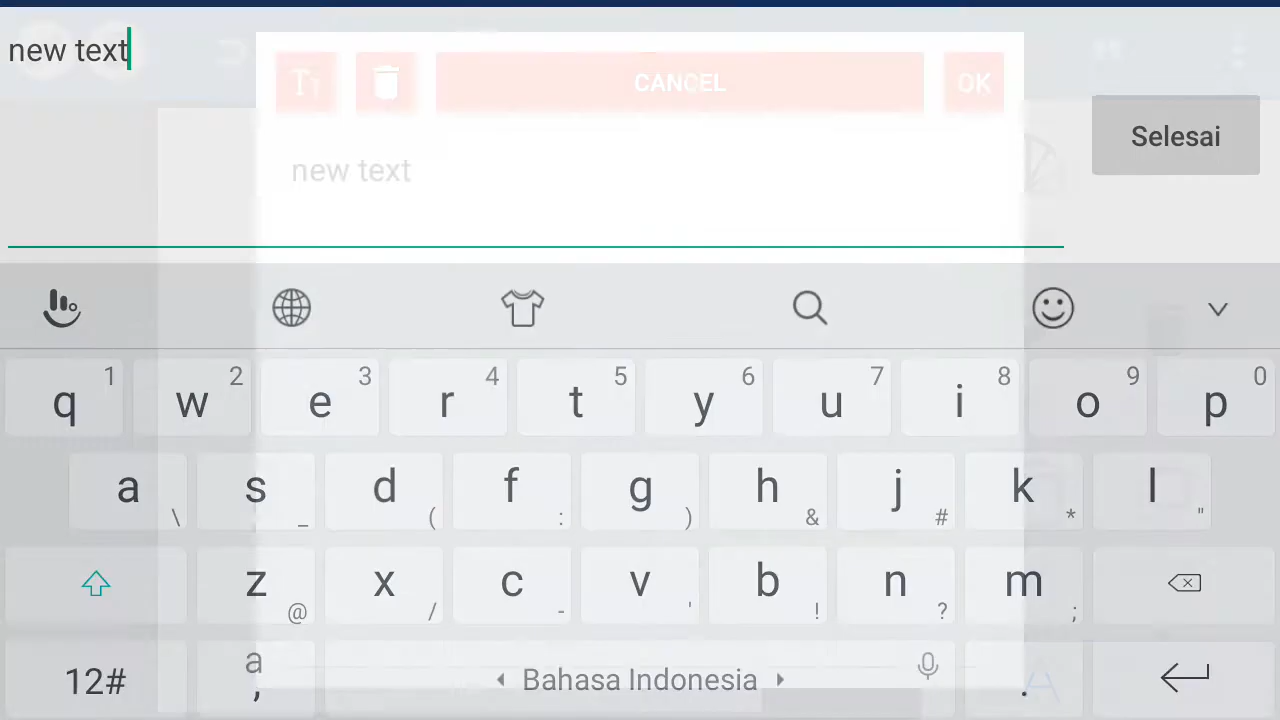 new text
Tт CANCEL OK
new text
Selesai
1 2 3 4 5 6 7 8 9 0
q w e r t y u i o p
a s d f g h j k l
\ _ ( : ) & # * "
z x c v b n m
@ / - ' ! ? ;
12# a , Bahasa Indonesia . A